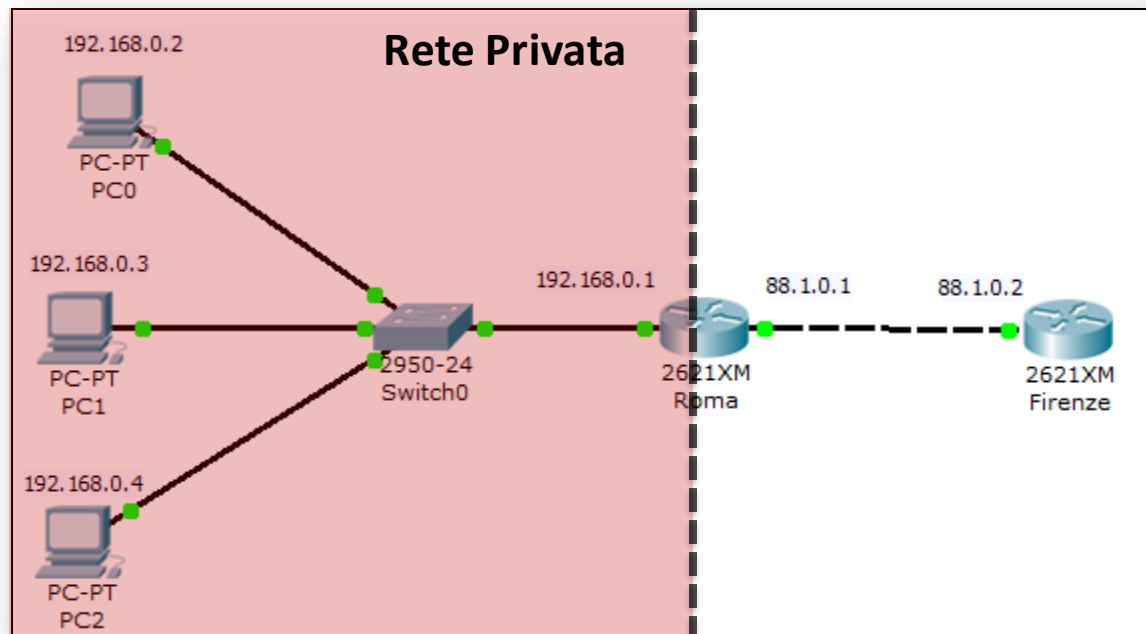 192.168.0.2
Rete Privata
PC-PT
PC0
192.168.0.3
192.168.0.1
88.1.0.1
88.1.0.2
PC-PT
PC1
2950-24
Switch0
2621XM
Roma
2621XM
Firenze
192.168.0.4
PC-PT
PC2